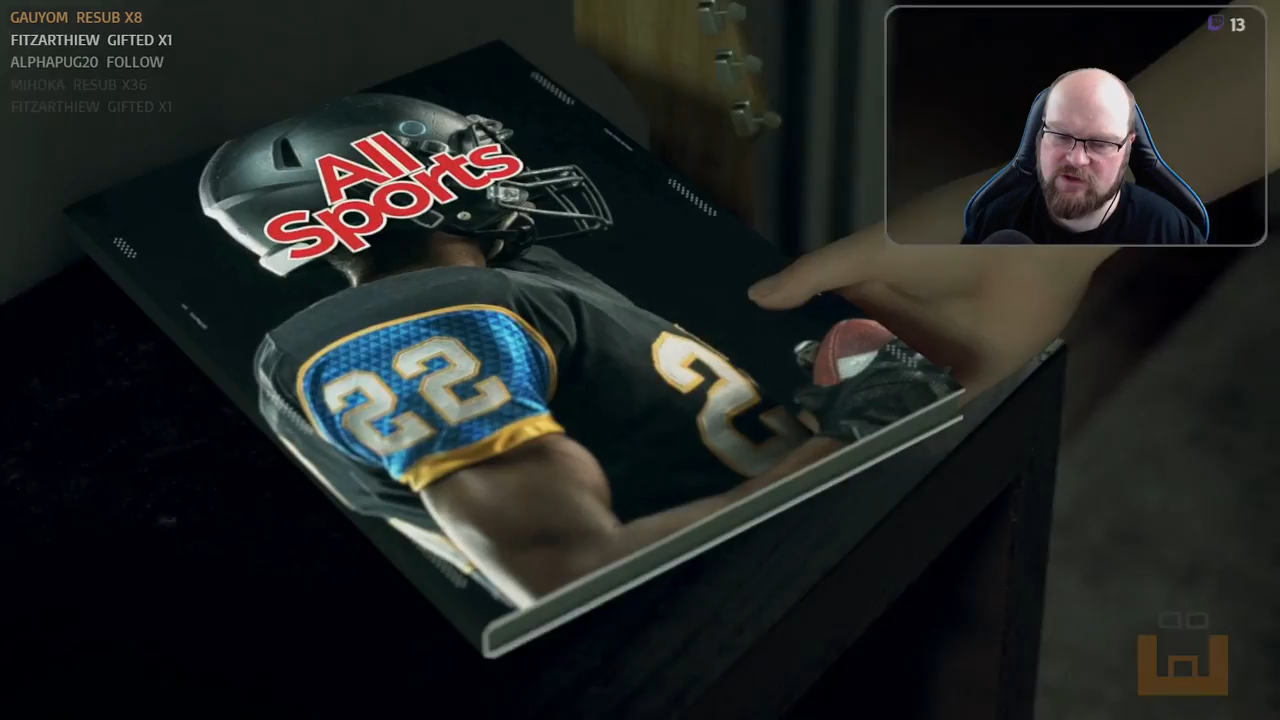 GAUYOM RESUB X8
FITZARTHIEW GIFTED X1
ALPHAPUG20 FOLLOW
MIHOKA RESUB X36
FITZARTHIEW GIFTED X1
13
All
Sports
22
2